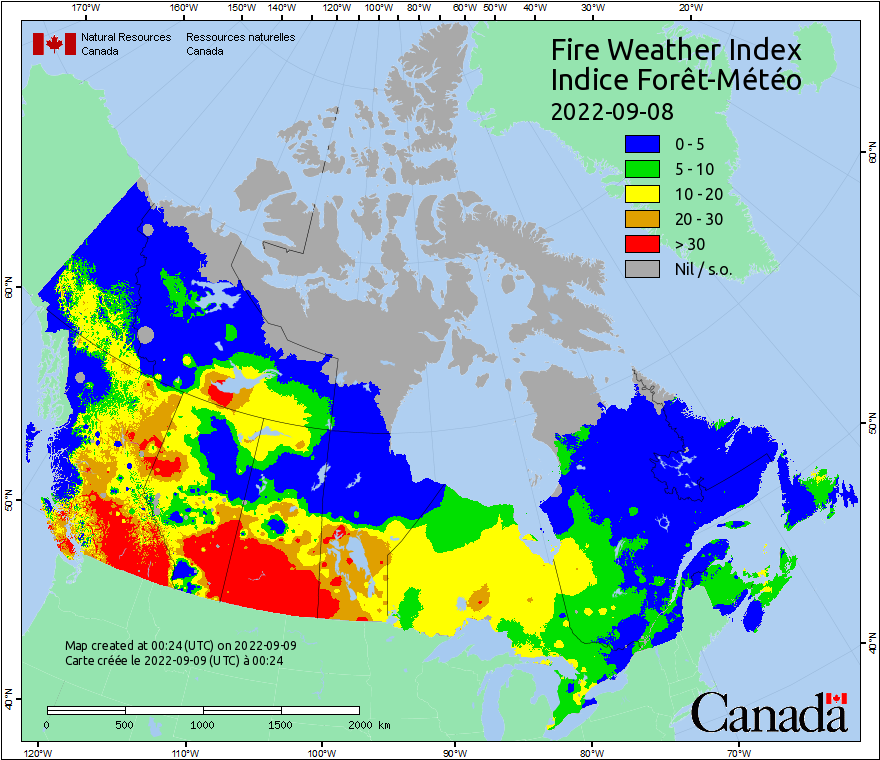 170°W 160°W 150°W 140°W 120°W 100°W 80°W 60°W 50°W 40°W 30°W 20°W
Natural Resources Canada
Ressources naturelles Canada
Fire Weather Index
Indice Forêt-Météo
2022-09-08
0 - 5
5 - 10
10 - 20
20 - 30
> 30
Nil / s.o.
60°N
60°N
50°N
50°N
40°N
40°N
Map created at 00:24 (UTC) on 2022-09-09
Carte créée le 2022-09-09 (UTC) à 00:24
0 500 1000 1500 2000 km
Canada
120°W 110°W 100°W 90°W 80°W 70°W